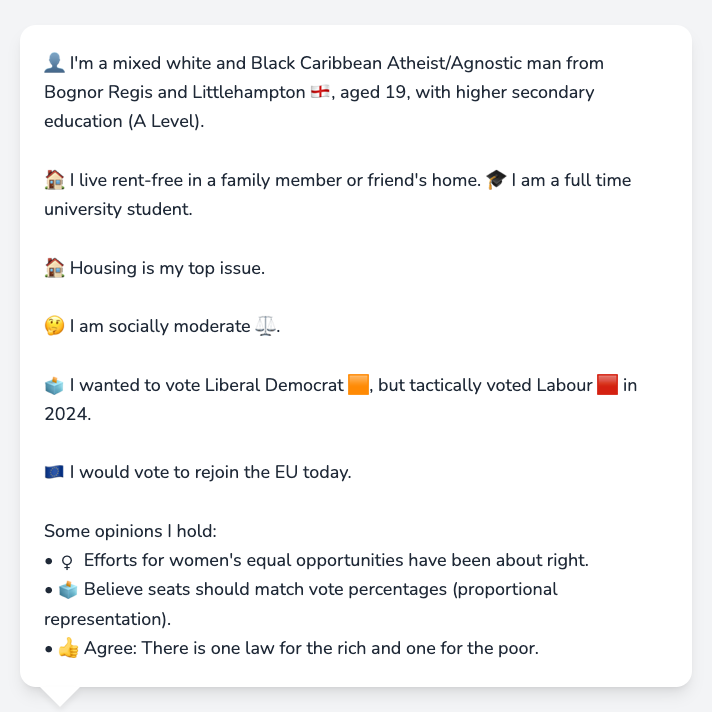 👤 I'm a mixed white and Black Caribbean Atheist/Agnostic man from
Bognor Regis and Littlehampton 🏴󠁧󠁢󠁥󠁮󠁧󠁿, aged 19, with higher secondary
education (A Level).
🏠 I live rent-free in a family member or friend's home. 🎓 I am a full time
university student.
🏠 Housing is my top issue.
🤔 I am socially moderate ⚖️.
🗳️ I wanted to vote Liberal Democrat 🟧, but tactically voted Labour 🟥 in
2024.
🇪🇺 I would vote to rejoin the EU today.
Some opinions I hold:
• ♀ Efforts for women's equal opportunities have been about right.
• 🗳️ Believe seats should match vote percentages (proportional
representation).
• 👍 Agree: There is one law for the rich and one for the poor.